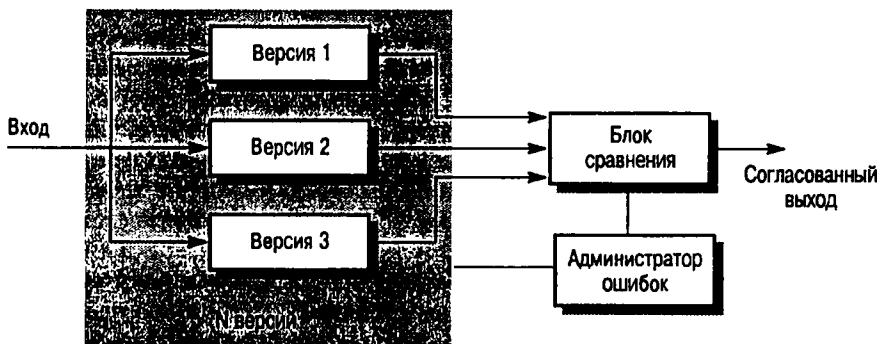 Вход
Версия 1
Версия 2
Версия 3
N версий
Блок
сравнения
Согласованный
выход
Администратор
ошибок